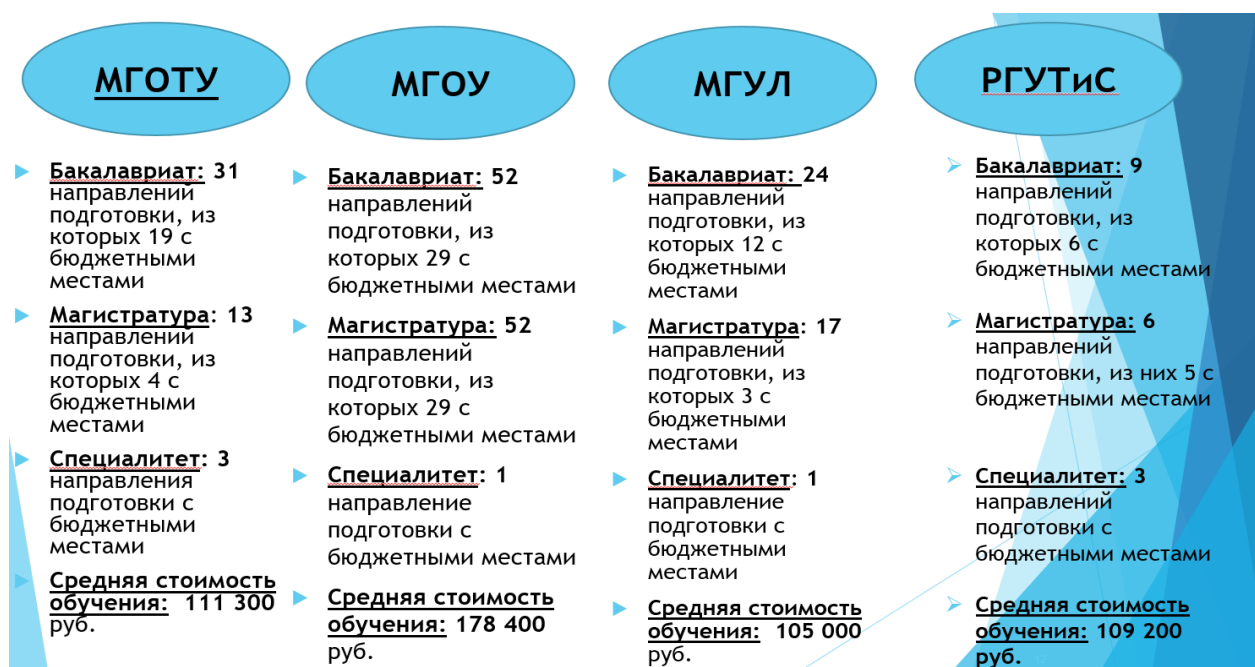 МГОТУ
Бакалавриат: 31
направлений
подготовки, из
которых 19 с
бюджетными
местами
Магистратура: 13
направлений
подготовки, из
которых 4 с
бюджетными
местами
Специалитет: 3
направления
подготовки с
бюджетными
местами
Средняя стоимость
обучения: 111 300
руб.
МГОУ
Бакалавриат: 52
направлений
подготовки, из
которых 29 с
бюджетными местами
Магистратура: 52
направлений
подготовки, из
которых 29 с
бюджетными местами
Специалитет: 1
направление
подготовки с
бюджетными местами
Средняя стоимость
обучения: 178 400
руб.
МГУЛ
Бакалавриат: 24
направлений
подготовки, из
которых 12 с
бюджетными
местами
Магистратура: 17
направлений
подготовки, из
которых 3 с
бюджетными
местами
Специалитет: 1
направление
подготовки с
бюджетными
местами
Средняя стоимость
обучения: 105 000
руб.
РГУТиС
Бакалавриат: 9
направлений
подготовки, из
которых 6 с
бюджетными местами
Магистратура: 6
направлений
подготовки, из них 5 с
бюджетными местами
Специалитет: 3
направлений
подготовки с
бюджетными местами
Средняя стоимость
обучения: 109 200
руб.